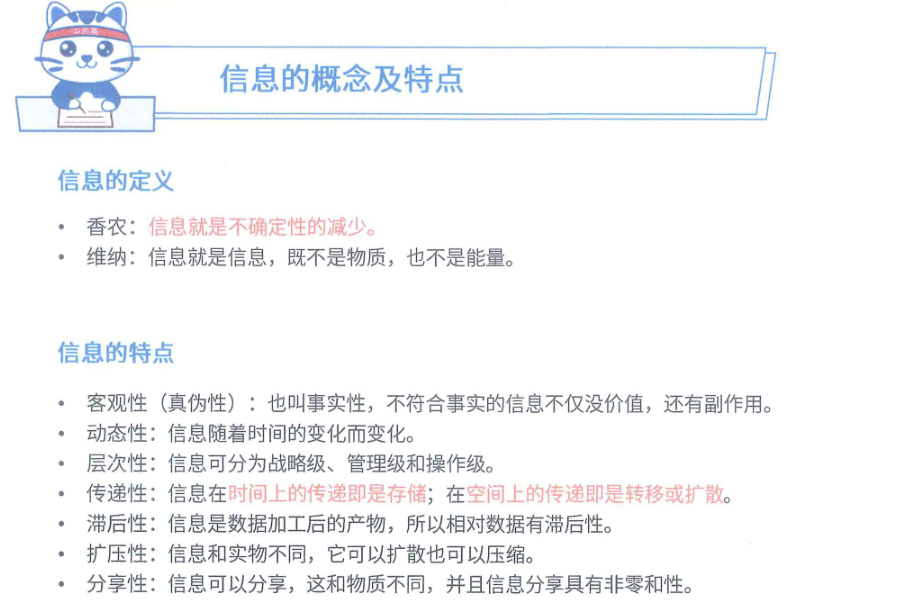 信息的概念及特点
信息的定义
• 香农：信息就是不确定性的减少。
• 维纳：信息就是信息，既不是物质，也不是能量。
信息的特点
• 客观性（真伪性）：也叫事实性，不符合事实的信息不仅没价值，还有副作用。
• 动态性：信息随着时间的变化而变化。
• 层次性：信息可分为战略级、管理级和操作级。
• 传递性：信息在时间上的传递即是存储；在空间上的传递即是转移或扩散。
• 滞后性：信息是数据加工后的产物，所以相对数据有滞后性。
• 扩压性：信息和实物不同，它可以扩散也可以压缩。
• 分享性：信息可以分享，这和物质不同，并且信息分享具有非零和性。